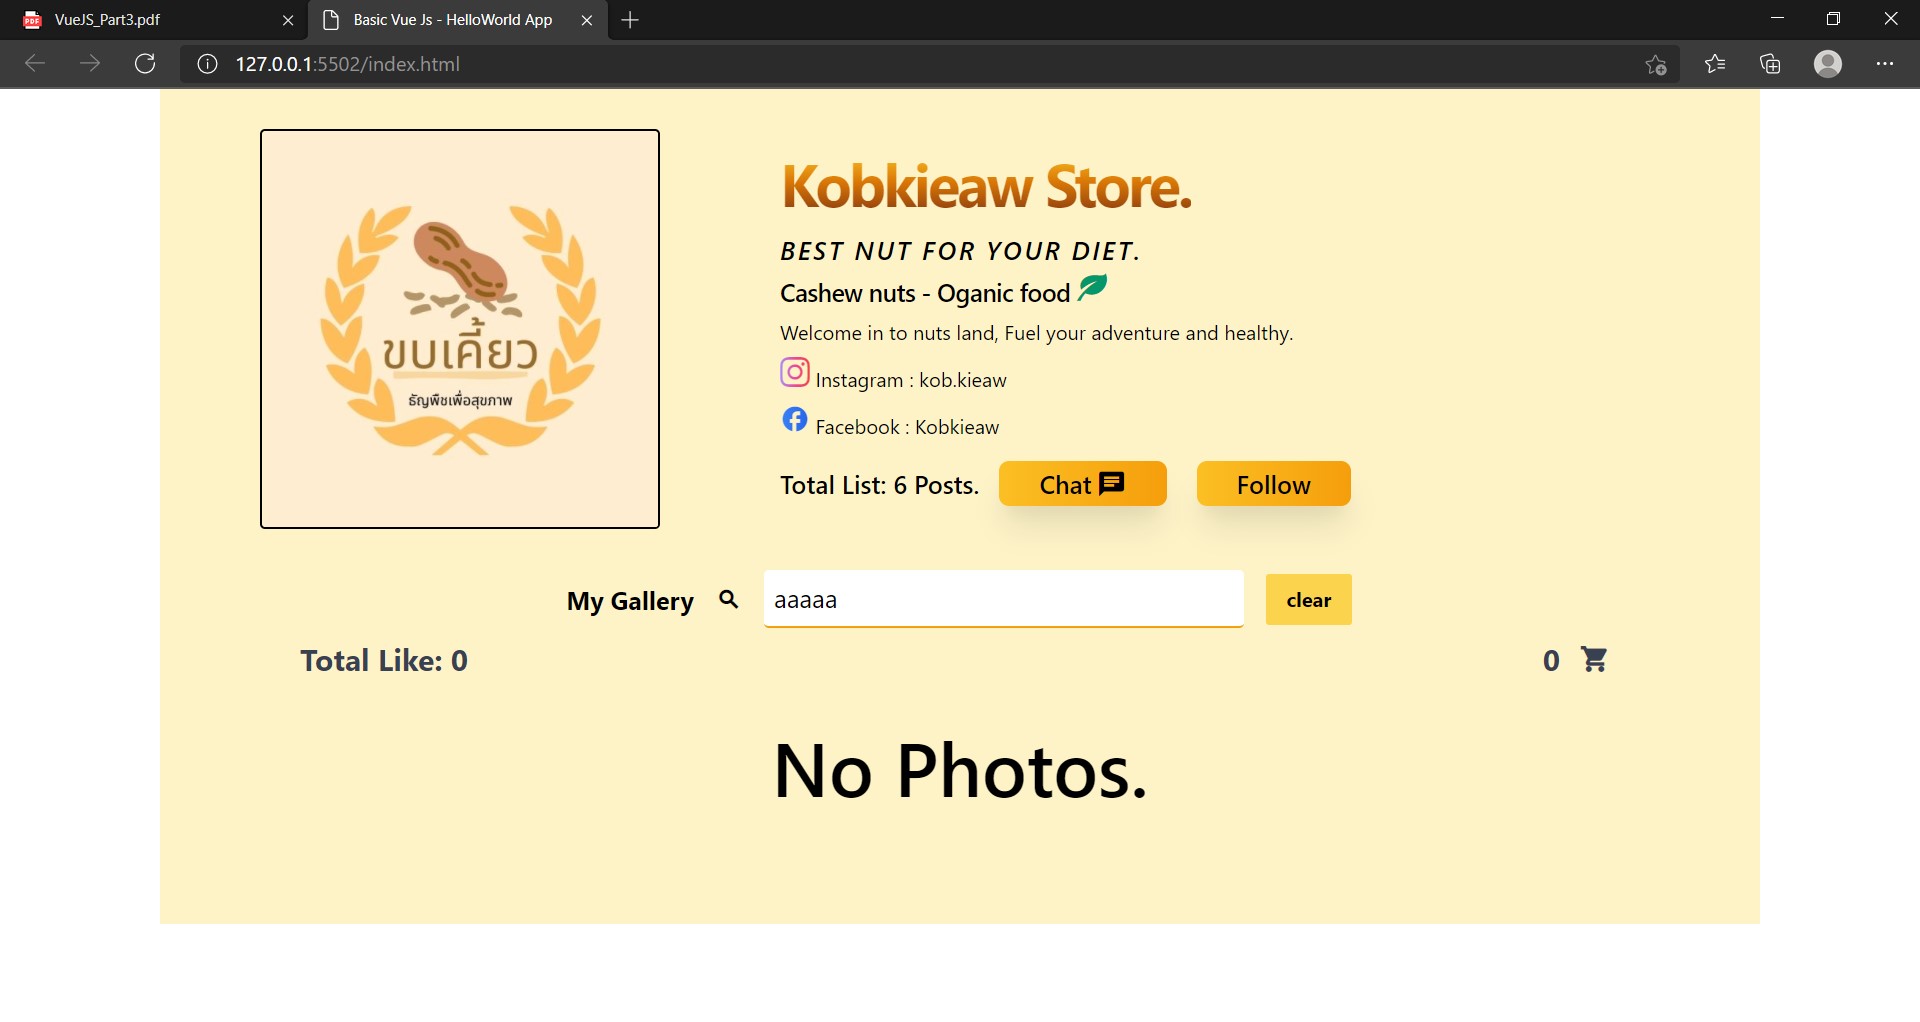 VueJS_Part3.pdf
Basic Vue Js - HelloWorld App
127.0.0.1:5502/index.html
ขบเคี้ยว
ธัญพืชเพื่อสุขภาพ
Kobkieaw Store.
BEST NUT FOR YOUR DIET.
Cashew nuts - Oganic food
Welcome in to nuts land, Fuel your adventure and healthy.
Instagram : kob.kieaw
Facebook : Kobkieaw
Total List: 6 Posts. Chat Follow
My Gallery aaaaa clear
Total Like: 0 0
No Photos.